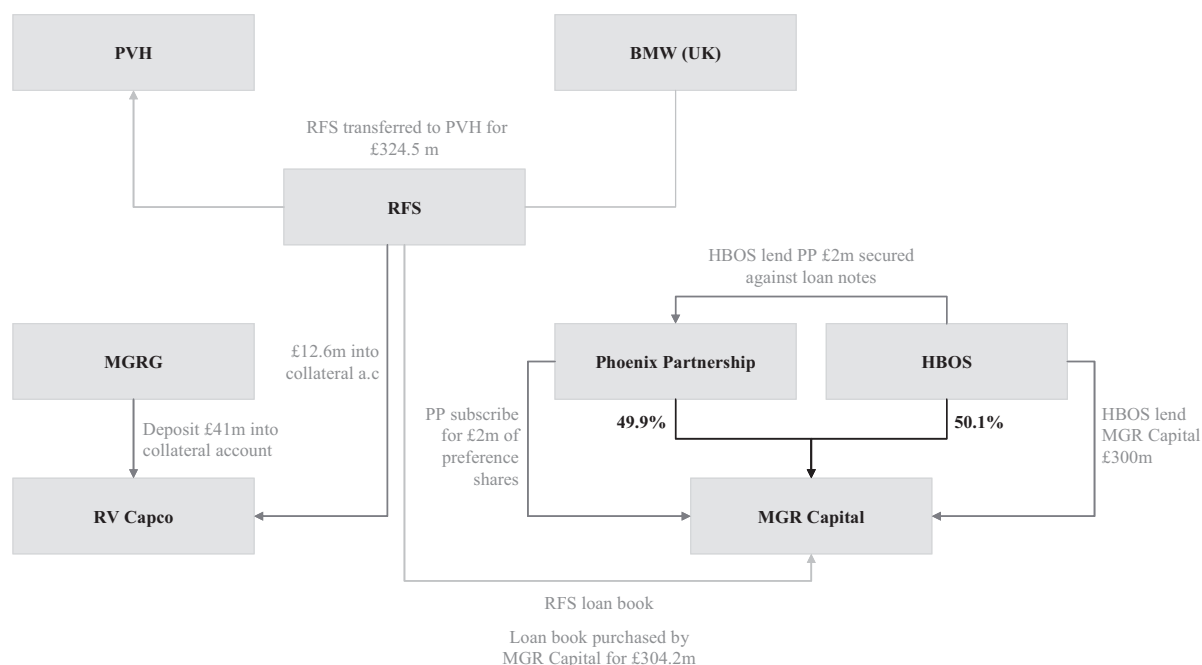 PVH
BMW (UK)
RFS transferred to PVH for
£324.5 m
RFS
HBOS lend PP £2m secured
against loan notes
MGRG
£12.6m into
collateral a.c
Phoenix Partnership
HBOS
Deposit £41m into
collateral account
PP subscribe
for £2m of
preference
shares
49.9%
50.1%
HBOS lend
MGR Capital
£300m
RV Capco
MGR Capital
RFS loan book
Loan book purchased by
MGR Capital for £304.2m